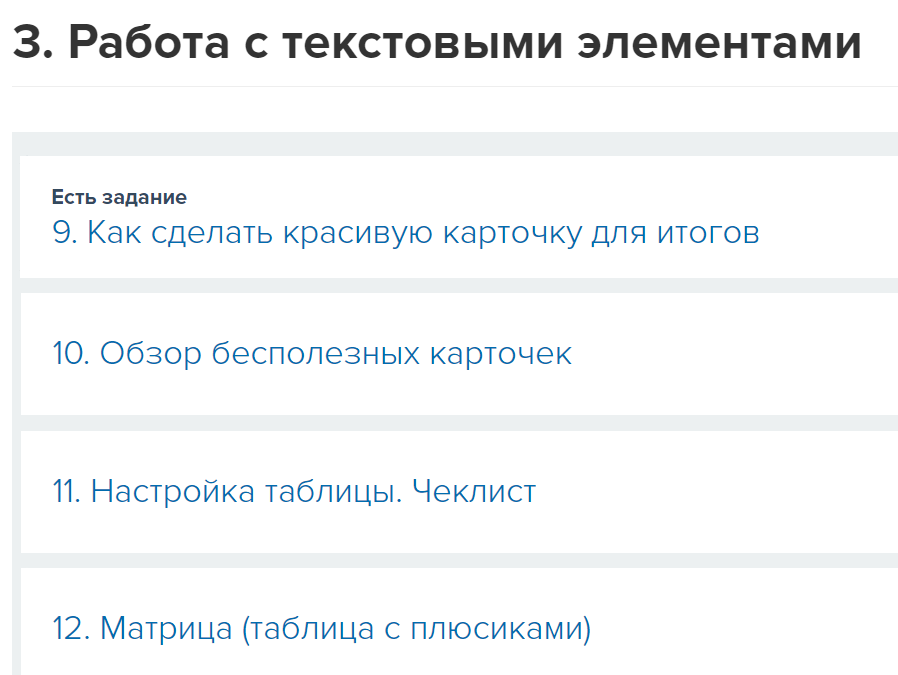 3. Работа с текстовыми элементами
Есть задание
9. Как сделать красивую карточку для итогов
10. Обзор бесполезных карточек
11. Настройка таблицы. Чеклист
12. Матрица (таблица с плюсиками)